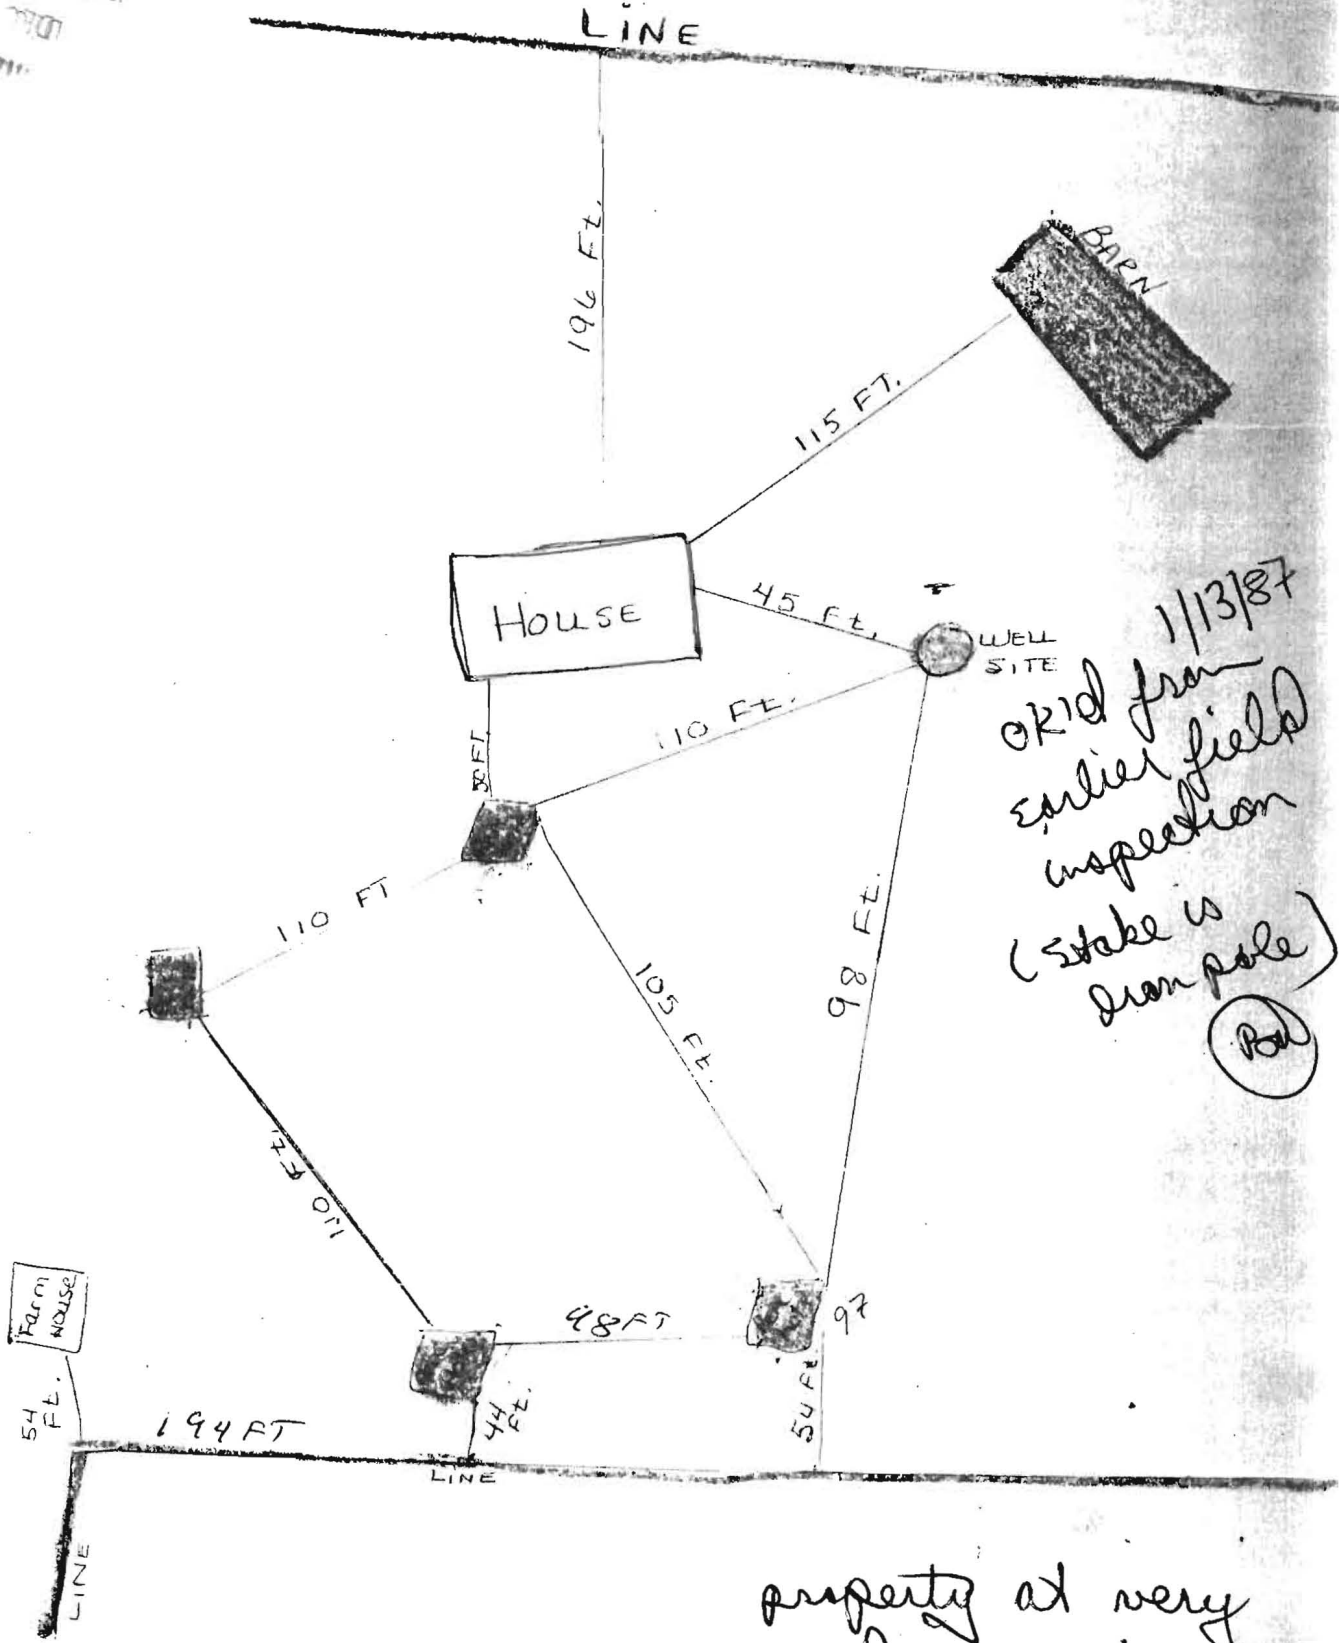 LINE
196 Ft.
BARN
115 FT.
HOUSE
45 Ft.
WELL
SITE
1/13/87
OK'd from
earlier field
inspection
(Stake is
Iron pole)
110 Ft.
30 FT.
110 FT
105 Ft.
98 Ft.
110 Ft.
Farm
House
98 FT
97
54
Ft.
194 FT
44
Ft.
54 Ft.
LINE
LINE
property at very